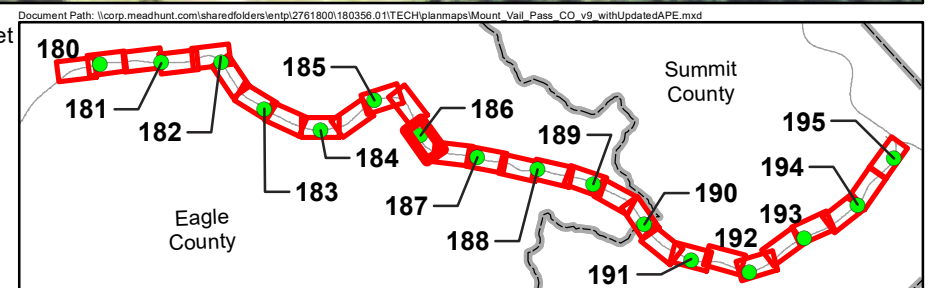 Document Path: \\corp.meadhunt.com\sharedfolders\entp\2761800\180356.01\TECH\planmaps\Mount_Vail_Pass_CO_v9_withUpdatedAPE.mxd
et
180
181
182
183
184
185
186
187
188
189
190
191
192
193
194
195
Eagle
County
Summit
County